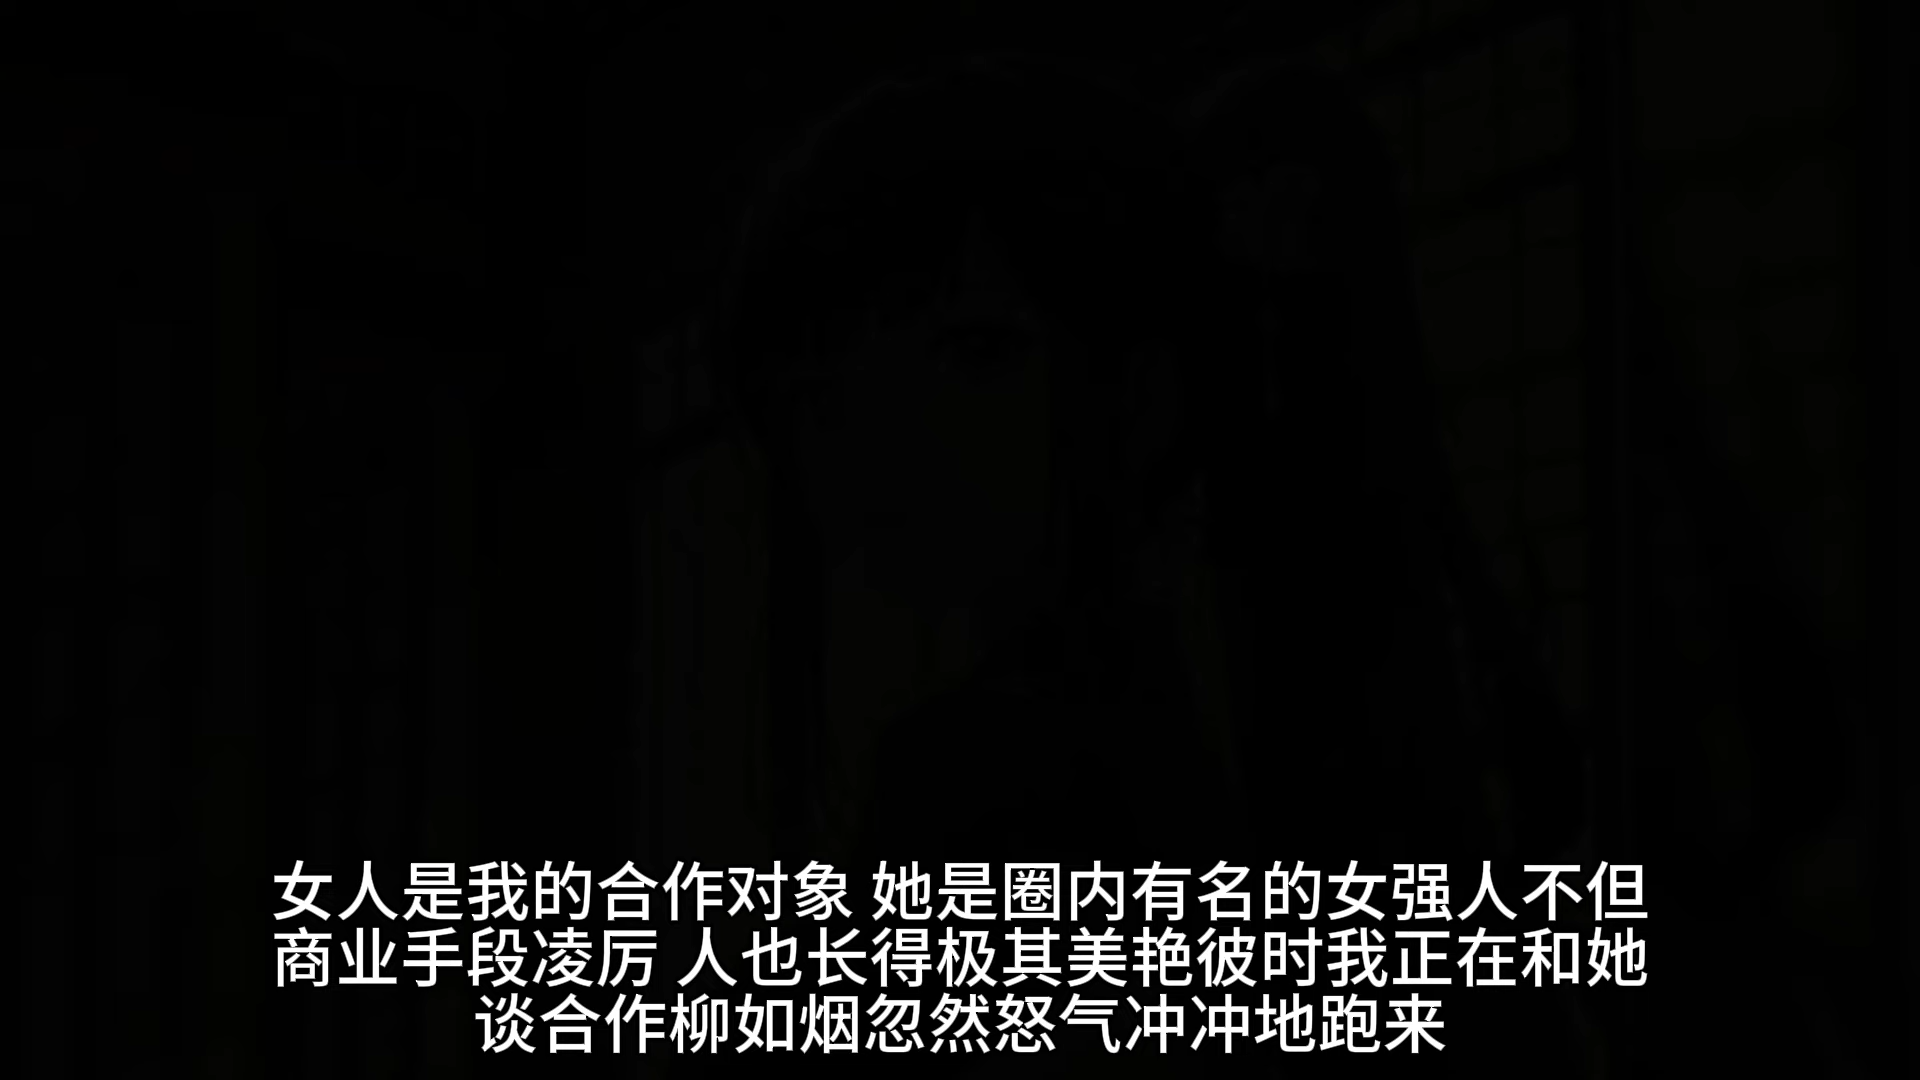 女人是我的合作对象 她是圈内有名的女强人不但
商业手段凌厉 人也长得极其美艳彼时我正在和她
谈合作柳如烟忽然怒气冲冲地跑来